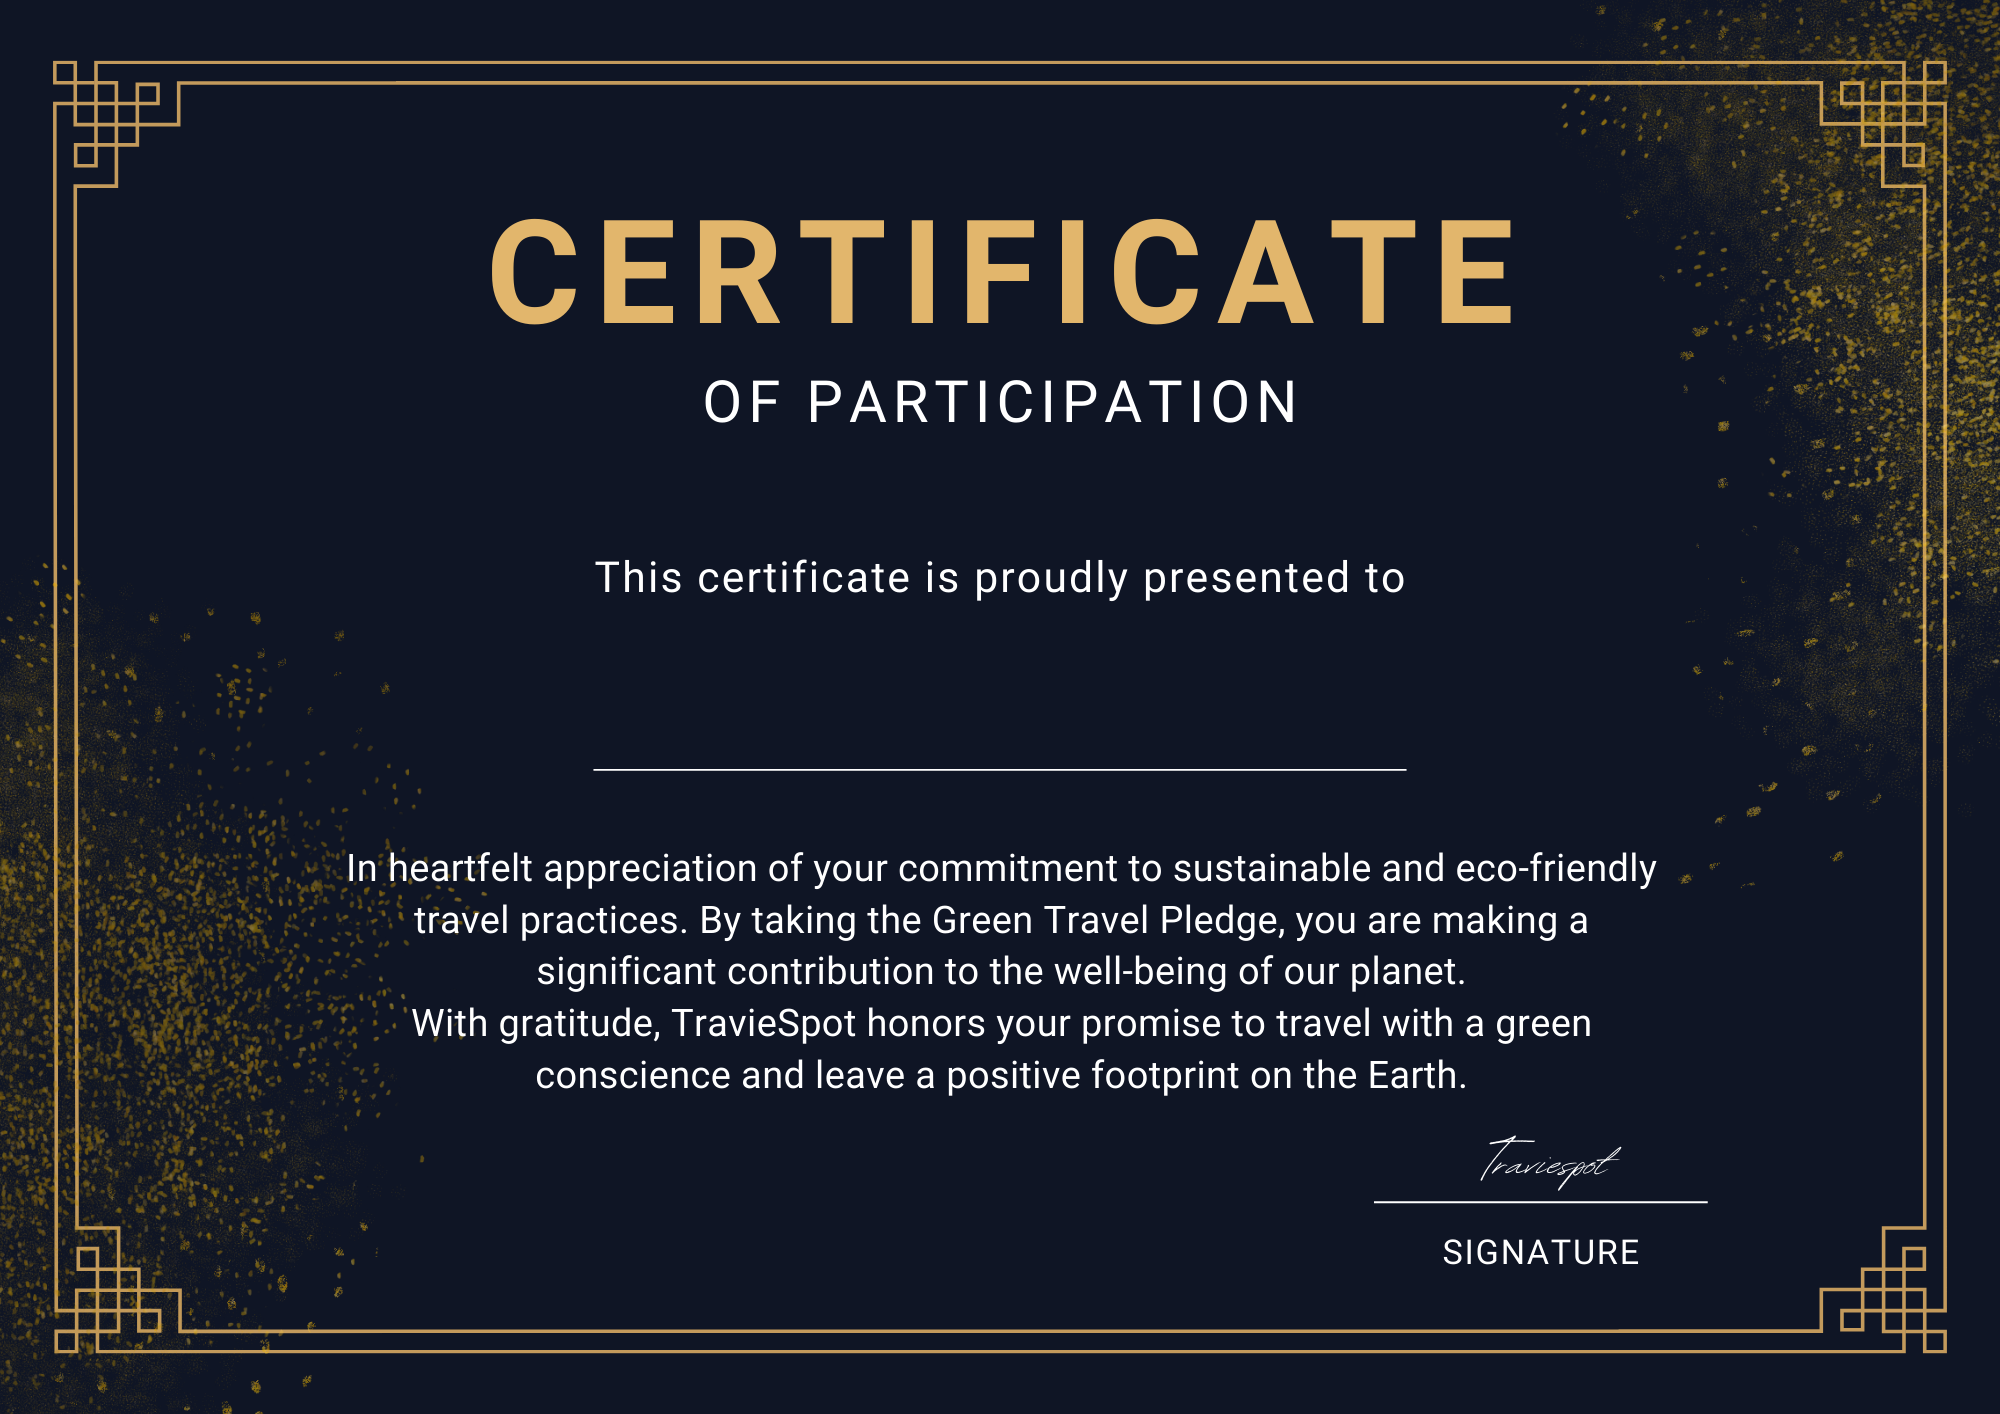 CERTIFICATE
OF PARTICIPATION
This certificate is proudly presented to
In heartfelt appreciation of your commitment to sustainable and eco-friendly
travel practices. By taking the Green Travel Pledge, you are making a
significant contribution to the well-being of our planet.
With gratitude, TravieSpot honors your promise to travel with a green
conscience and leave a positive footprint on the Earth.
Traviespot
SIGNATURE